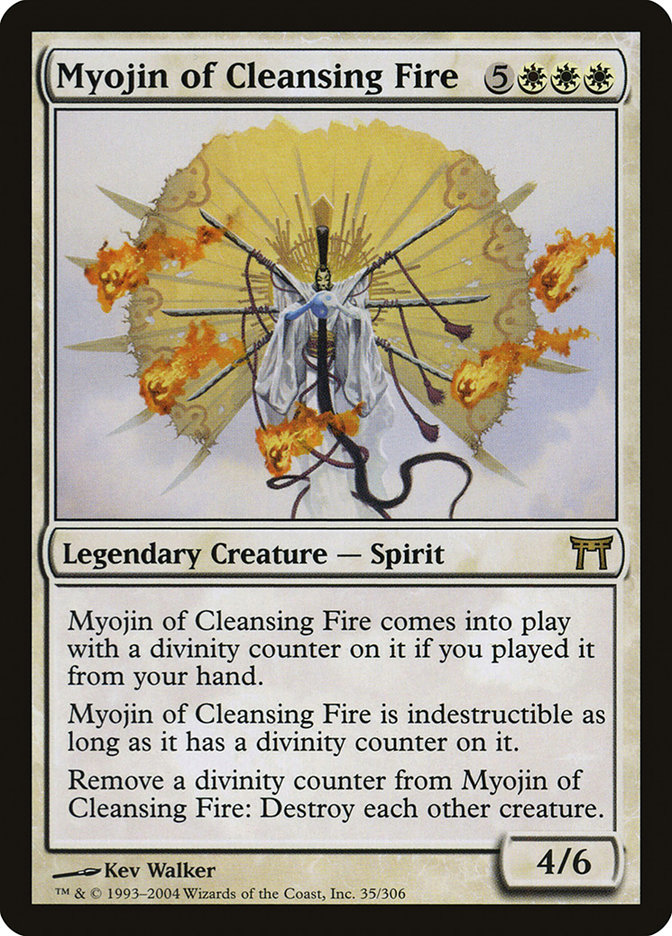 Myojin of Cleansing Fire 5
Legendary Creature — Spirit
Myojin of Cleansing Fire comes into play
with a divinity counter on it if you played it
from your hand.
Myojin of Cleansing Fire is indestructible as
long as it has a divinity counter on it.
Remove a divinity counter from Myojin of
Cleansing Fire: Destroy each other creature.
4/6
Kev Walker
™ & © 1993–2004 Wizards of the Coast, Inc. 35/306